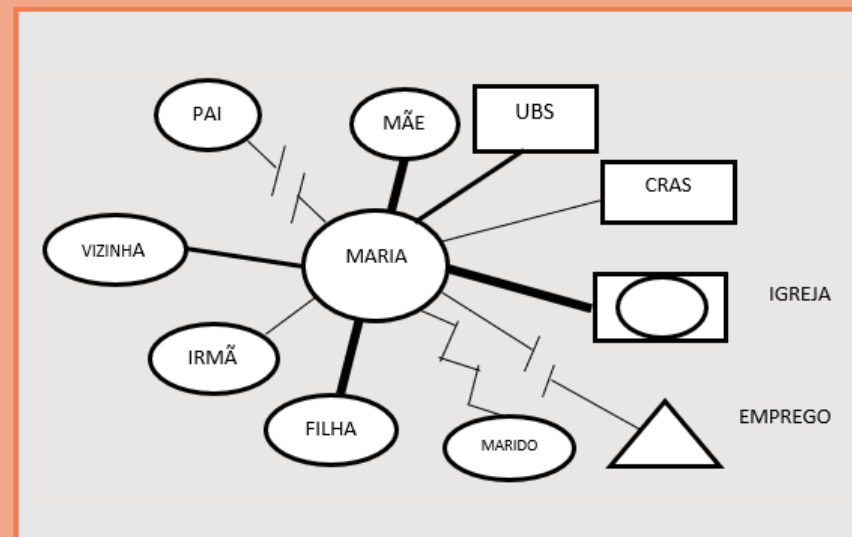 PAI
MÃE
UBS
CRAS
VIZINHA
MARIA
IGREJA
IRMÃ
FILHA
MARIDO
EMPREGO